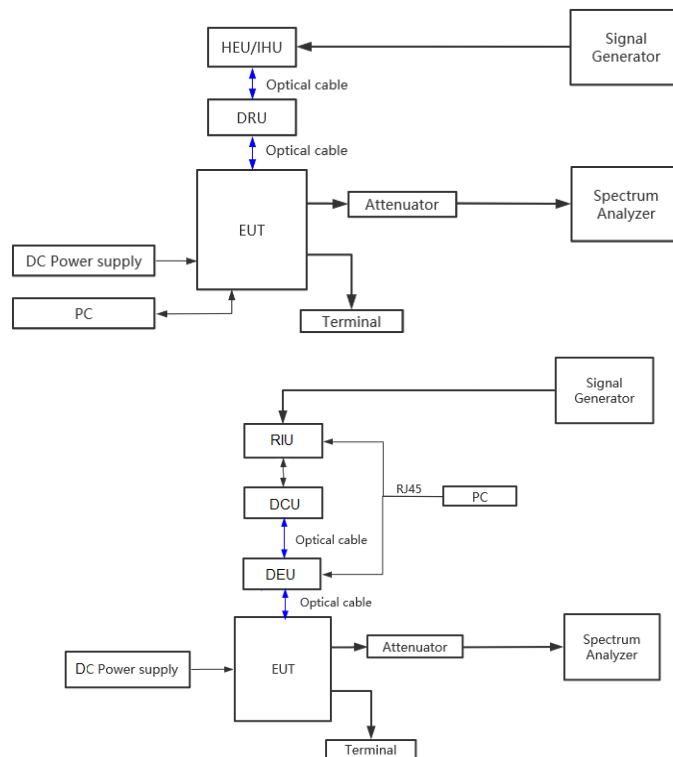 Signal
Generator
HEU/IHU
Optical cable
DRU
Optical cable
EUT
Attenuator
Spectrum
Analyzer
DC Power supply
PC
Terminal
Signal
Generator
RIU
RJ45
PC
DCU
Optical cable
DEU
Optical cable
EUT
Attenuator
Spectrum
Analyzer
DC Power supply
Terminal